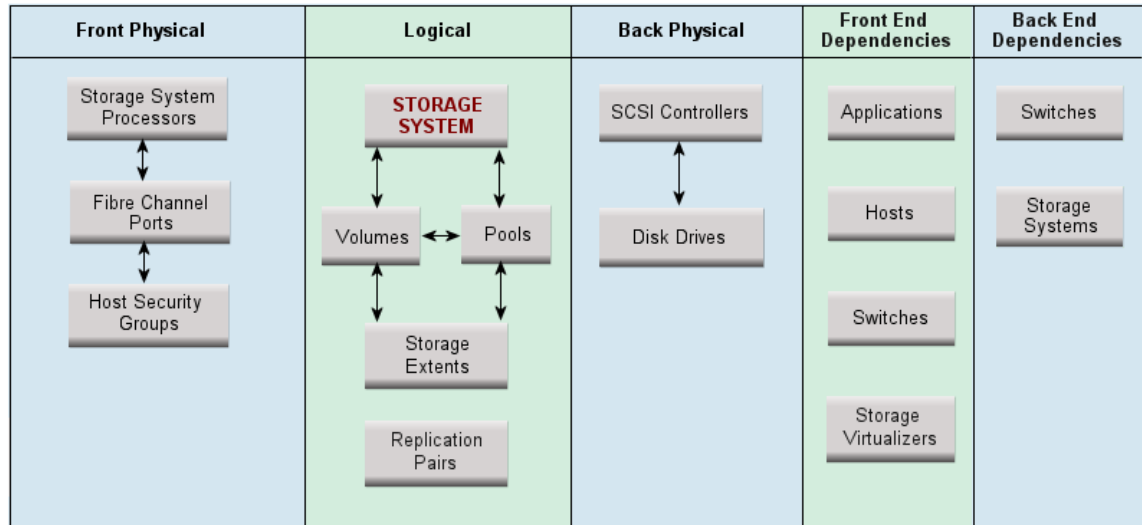 Front Physical
Logical
Back Physical
Front End
Dependencies
Back End
Dependencies
Storage System
Processors
Fibre Channel
Ports
Host Security
Groups
STORAGE
SYSTEM
Volumes
Pools
Storage
Extents
Replication
Pairs
SCSI Controllers
Disk Drives
Applications
Hosts
Switches
Storage
Virtualizers
Switches
Storage
Systems